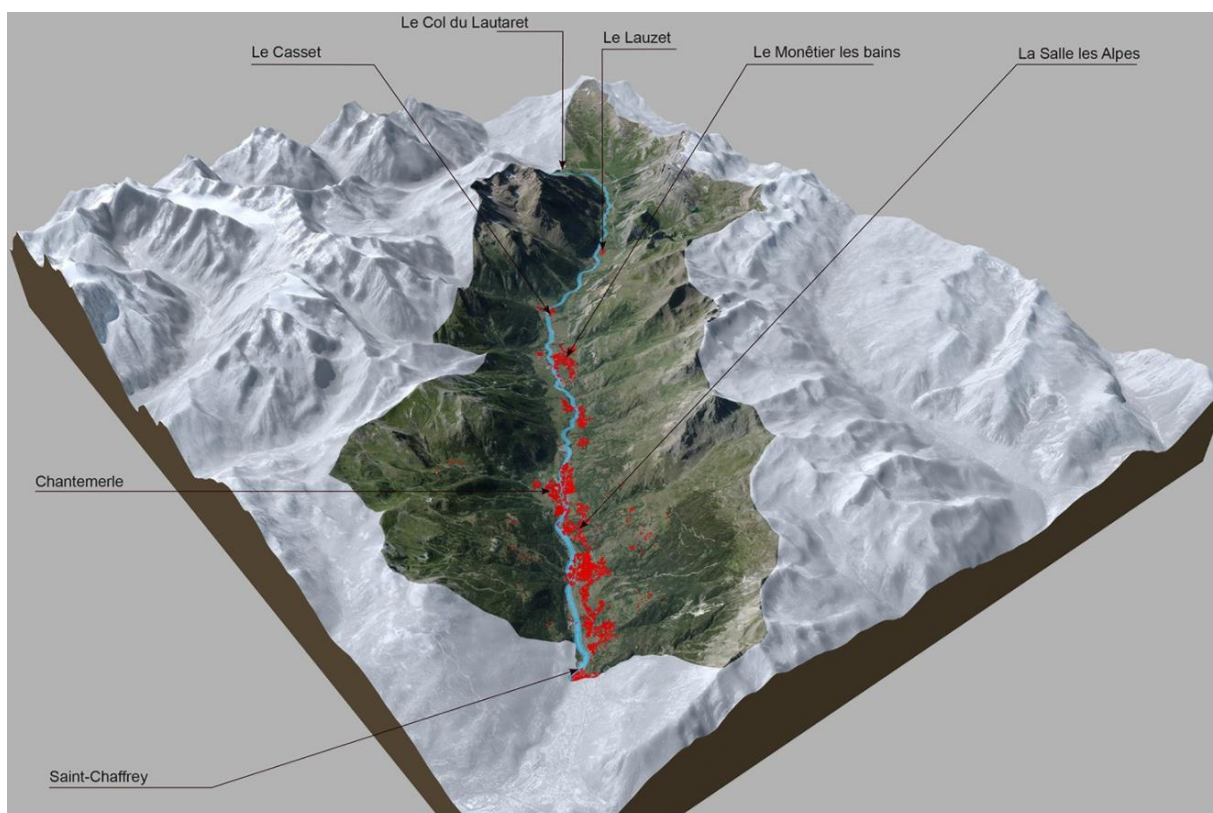 Le Col du Lautaret
Le Lauzet
Le Casset
Le Monêtier les bains
La Salle les Alpes
Chantemerle
Saint-Chaffrey